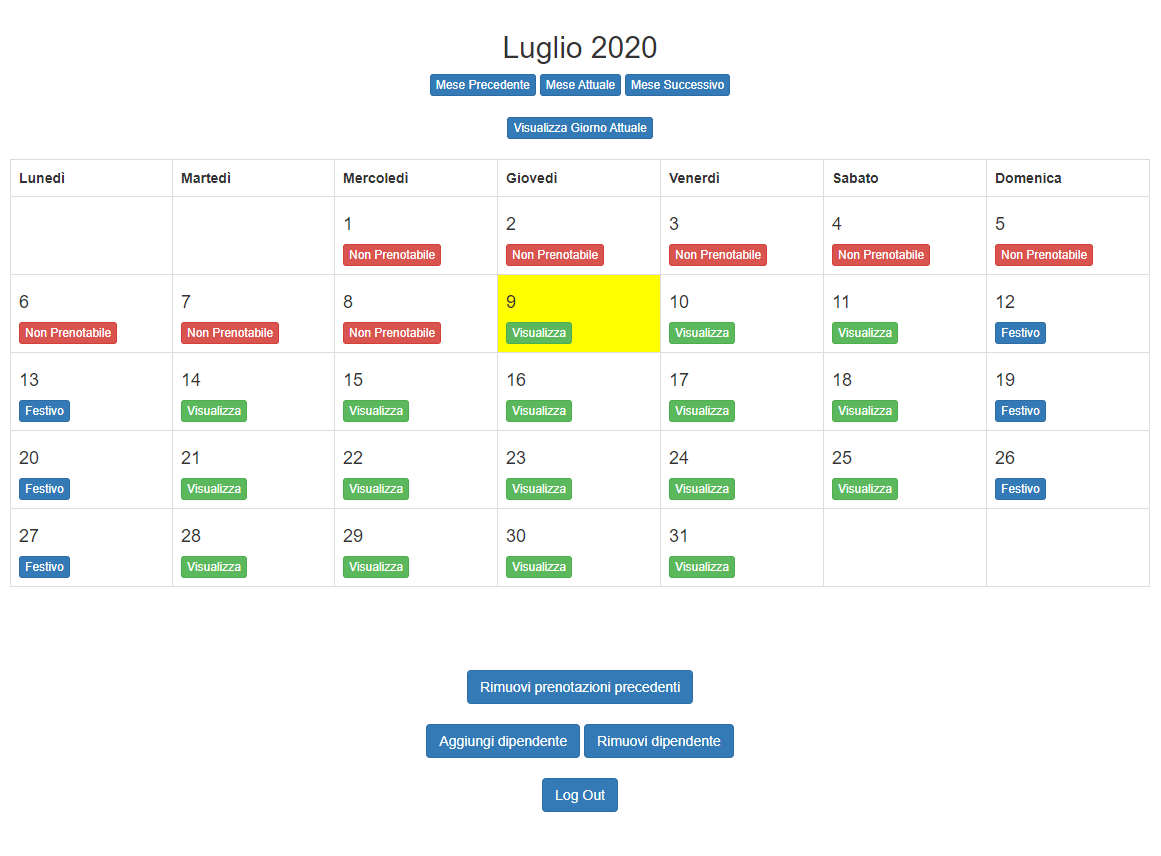 Luglio 2020
Mese Precedente Mese Attuale Mese Successivo
Visualizza Giorno Attuale
Lunedì Martedì Mercoledì Giovedì Venerdì Sabato Domenica
1 2 3 4 5
Non Prenotabile Non Prenotabile Non Prenotabile Non Prenotabile Non Prenotabile
6 7 8 9 10 11 12
Non Prenotabile Non Prenotabile Non Prenotabile Visualizza Visualizza Visualizza Festivo
13 14 15 16 17 18 19
Festivo Visualizza Visualizza Visualizza Visualizza Visualizza Festivo
20 21 22 23 24 25 26
Festivo Visualizza Visualizza Visualizza Visualizza Visualizza Festivo
27 28 29 30 31
Festivo Visualizza Visualizza Visualizza Visualizza
Rimuovi prenotazioni precedenti
Aggiungi dipendente Rimuovi dipendente
Log Out